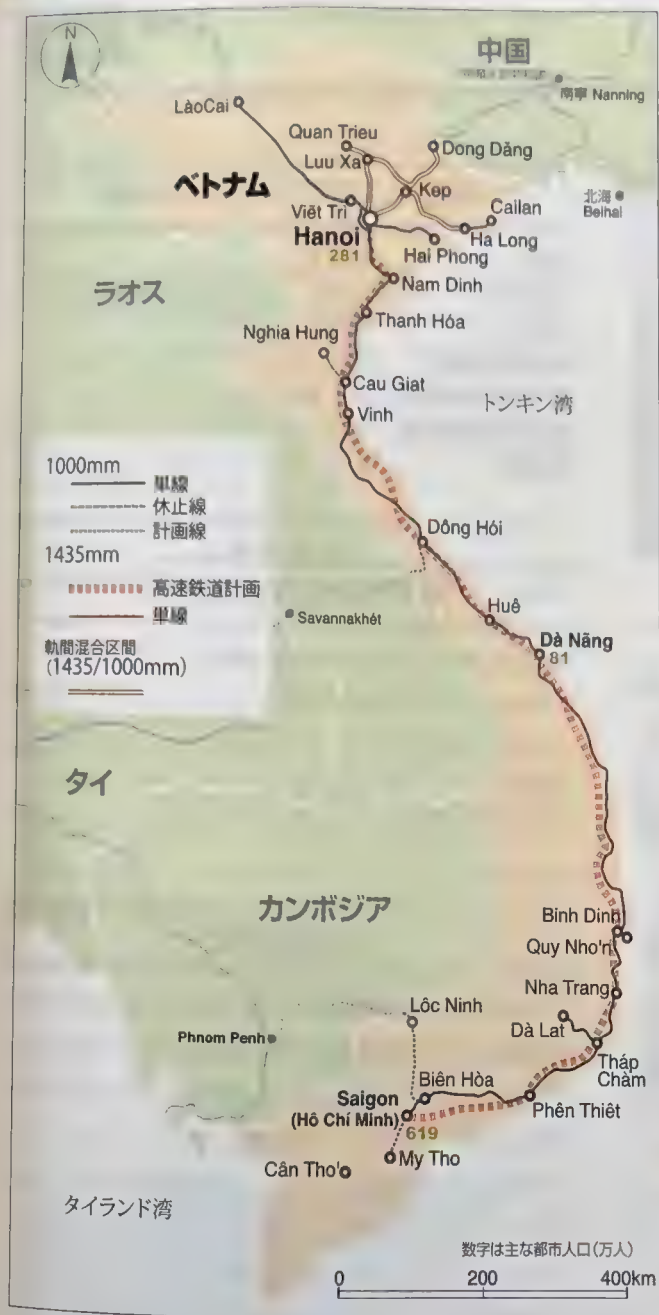 N
中国
南寧 Nanning
LàoCai
Quan Trieu
Luu Xa
Dong Dǎng
ベトナム
Kep
Viẽt Tri
Cailan
北海
Beihai
Hanoi
281
Hai Phong
Ha Long
ラオス
Nam Dinh
Thanh Hóa
Nghia Hung
Cau Giat
トンキン湾
Vinh
1000mm
単線
休止線
計画線
1435mm
高速鉄道計画
単線
軌間混合区間
(1435/1000mm)
Dông Hói
Savannakhét
Huê
Dà Nãng
81
タイ
カンボジア
Binh Dinh
Quy Nho'n
Nha Trang
Lôc Ninh
Dà Lat
Phnom Penh
Tháp
Chàm
Biên Hòa
Saigon
(Hô Chí Minh)
619
Phên Thiêt
My Tho
Cân Tho'
タイランド湾
数字は主な都市人口(万人)
0 200 400km